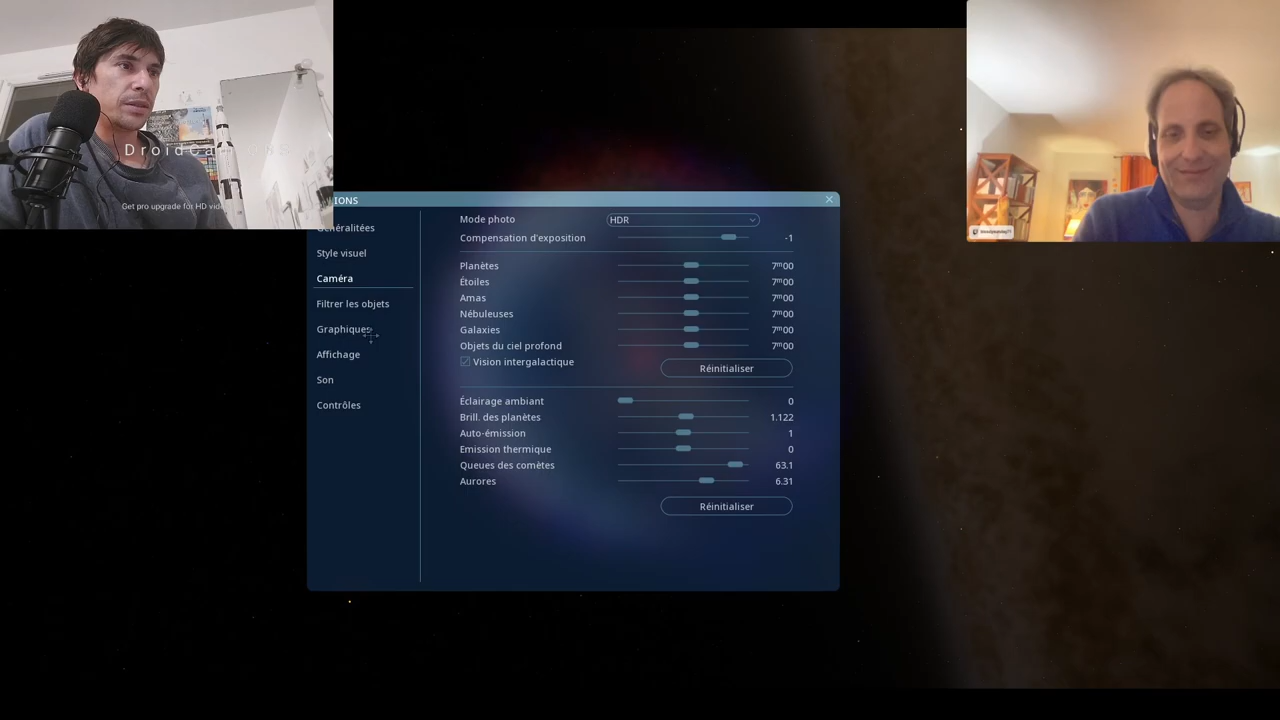 DroidCa
Get pro upgrade for HD vide
IONS
Généralitées
Style visuel
Caméra
Filtrer les objets
Graphiques
Affichage
Son
Contrôles
Mode photo HDR
Compensation d'exposition -1
Planètes 7ᵐ00
Étoiles 7ᵐ00
Amas 7ᵐ00
Nébuleuses 7ᵐ00
Galaxies 7ᵐ00
Objets du ciel profond 7ᵐ00
Vision intergalactique
Réinitialiser
Éclairage ambiant 0
Brill. des planètes 1.122
Auto-émission 1
Emission thermique 0
Queues des comètes 63.1
Aurores 6.31
Réinitialiser